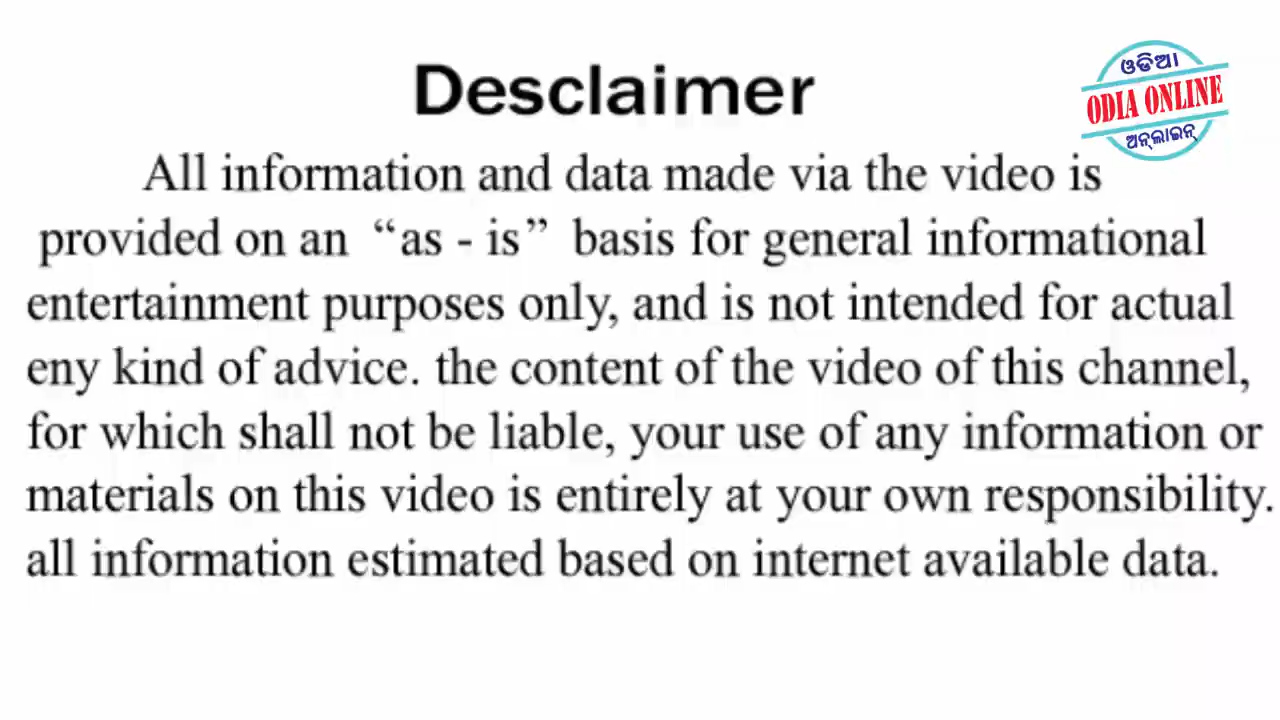 Desclaimer
ଓଡିଆ
ODIA ONLINE
ଅନ୍‌ଲାଇନ୍
All information and data made via the video is
provided on an “as - is” basis for general informational
entertainment purposes only, and is not intended for actual
eny kind of advice. the content of the video of this channel,
for which shall not be liable, your use of any information or
materials on this video is entirely at your own responsibility.
all information estimated based on internet available data.